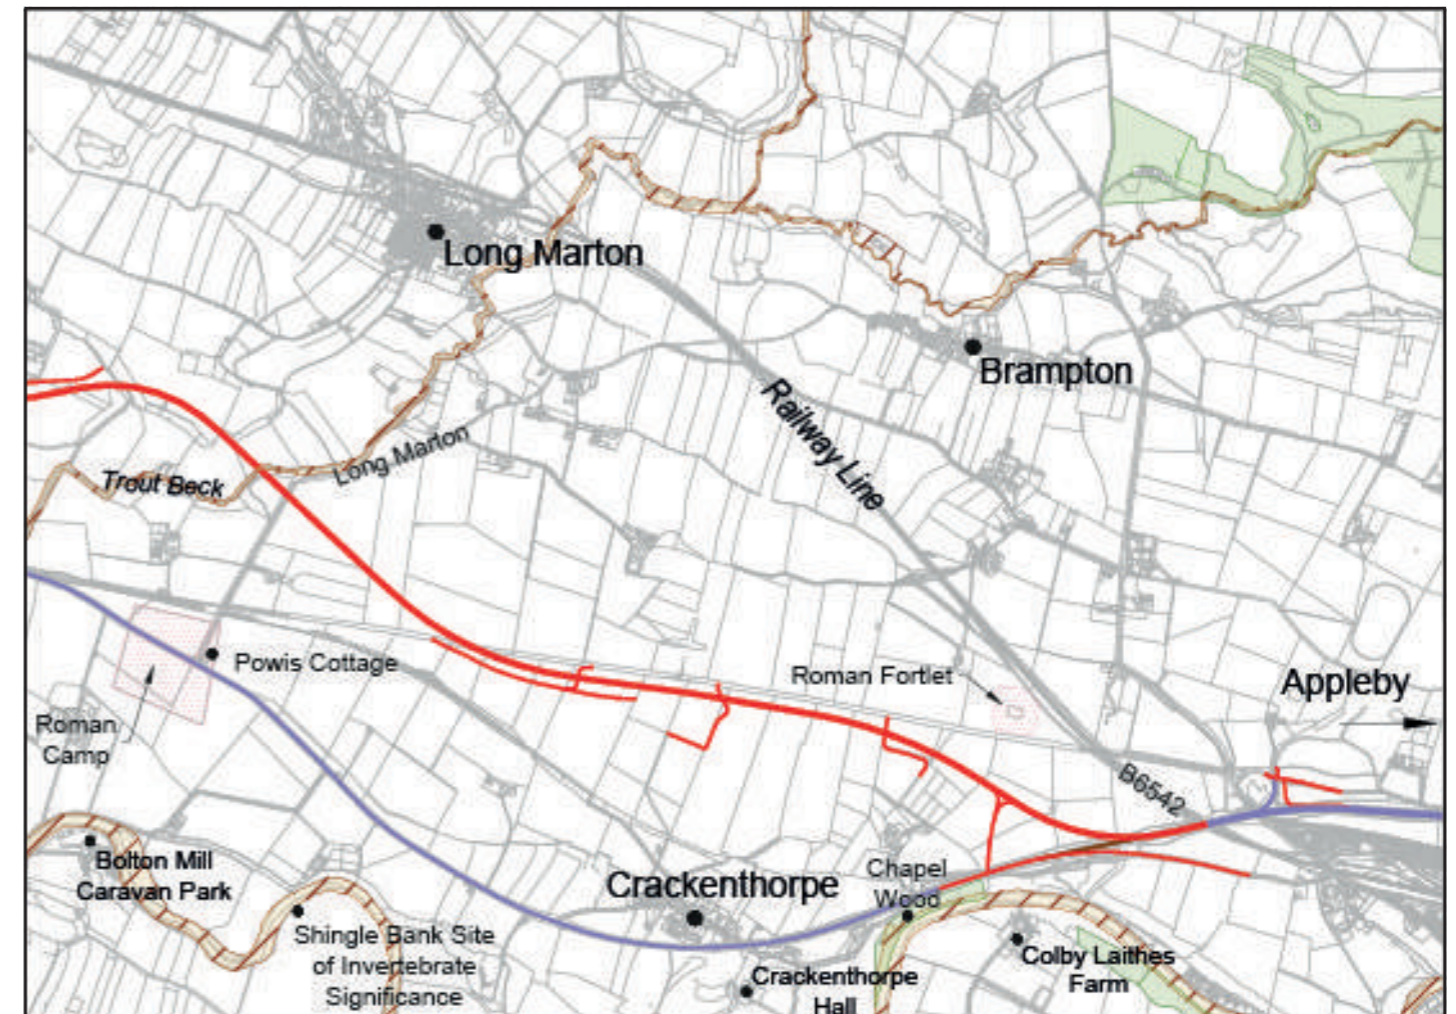 Long Marton
Brampton
Railway Line
Long Marton
Trout Beck
Powis Cottage
Roman Fortlet
Appleby
Roman
Camp
B6542
Bolton Mill
Caravan Park
Crackenthorpe
Chapel
Wood
Shingle Bank Site
of Invertebrate
Significance
Colby Laithes
Farm
Crackenthorpe
Hall